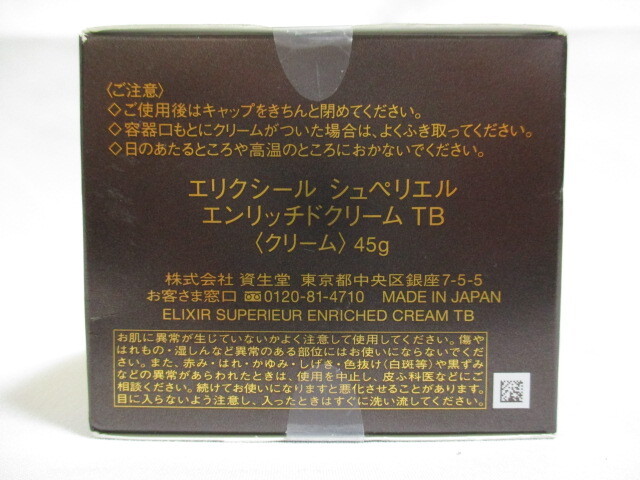 〈ご注意〉
◇ご使用後はキャップをきちんと閉めてください。
◇容器口もとにクリームがついた場合は、よくふき取ってください。
◇日のあたるところや高温のところにおかないでください。
エリクシール シュペリエル
エンリッチドクリーム TB
〈クリーム〉45g
株式会社 資生堂 東京都中央区銀座7-5-5
お客さま窓口 0120-81-4710 MADE IN JAPAN
ELIXIR SUPERIEUR ENRICHED CREAM TB
お肌に異常が生じていないかよく注意して使用してください。傷や
はれもの・湿しんなど異常のある部位にはお使いにならないでくだ
さい。また、赤み・はれ・かゆみ・しげき・色抜け(白斑等)や黒ずみ
などの異常があらわれたときは、使用を中止し、皮ふ科医などにご
相談ください。続けてお使いになりますと悪化させることがあります。
目に入らないよう注意し、入ったときはすぐに洗い流してください。